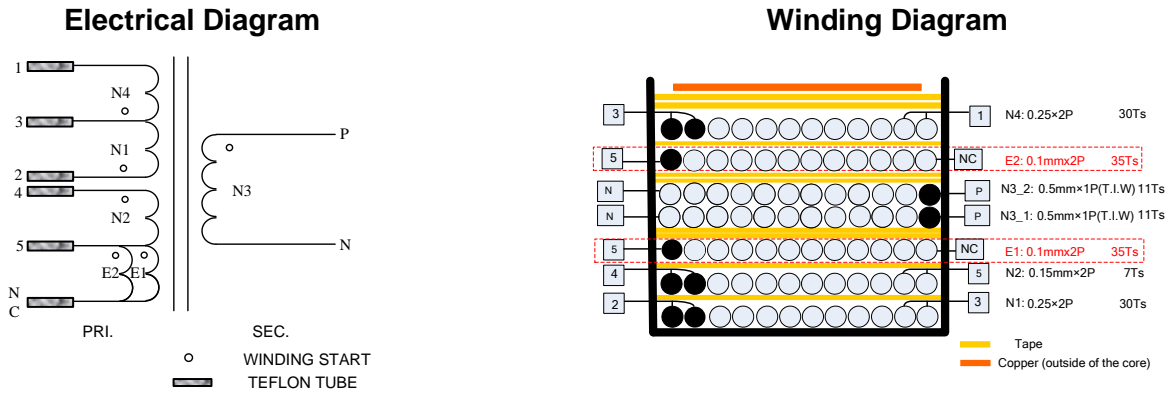 Electrical Diagram
1
N4
3
N1
2
4
N2
5
E2
E1
N
C
P
N3
N
PRI.
SEC.
WINDING START
TEFLON TUBE
Winding Diagram
3
1
N4: 0.25×2P 30Ts
5
NC
E2: 0.1mmx2P 35Ts
N
P
N3_2: 0.5mm×1P(T.I.W) 11Ts
N
P
N3_1: 0.5mm×1P(T.I.W) 11Ts
5
NC
E1: 0.1mmx2P 35Ts
4
5
N2: 0.15mm×2P 7Ts
2
3
N1: 0.25×2P 30Ts
Tape
Copper (outside of the core)